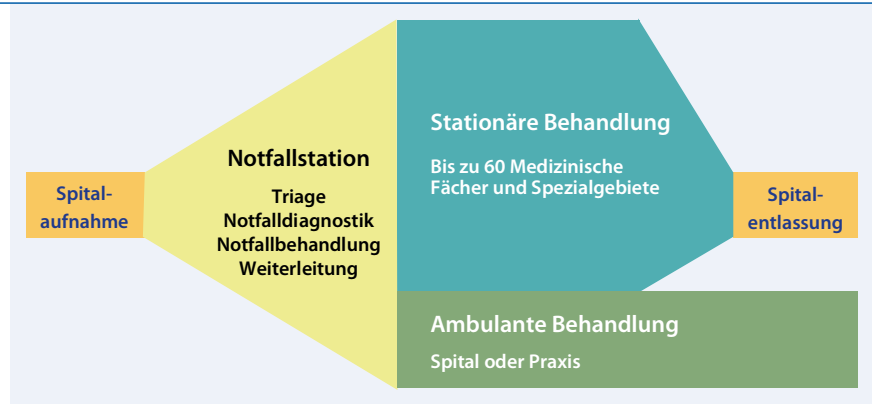 Spital-
aufnahme
Notfallstation
Triage
Notfalldiagnostik
Notfallbehandlung
Weiterleitung
Stationäre Behandlung
Bis zu 60 Medizinische
Fächer und Spezialgebiete
Ambulante Behandlung
Spital oder Praxis
Spital-
entlassung